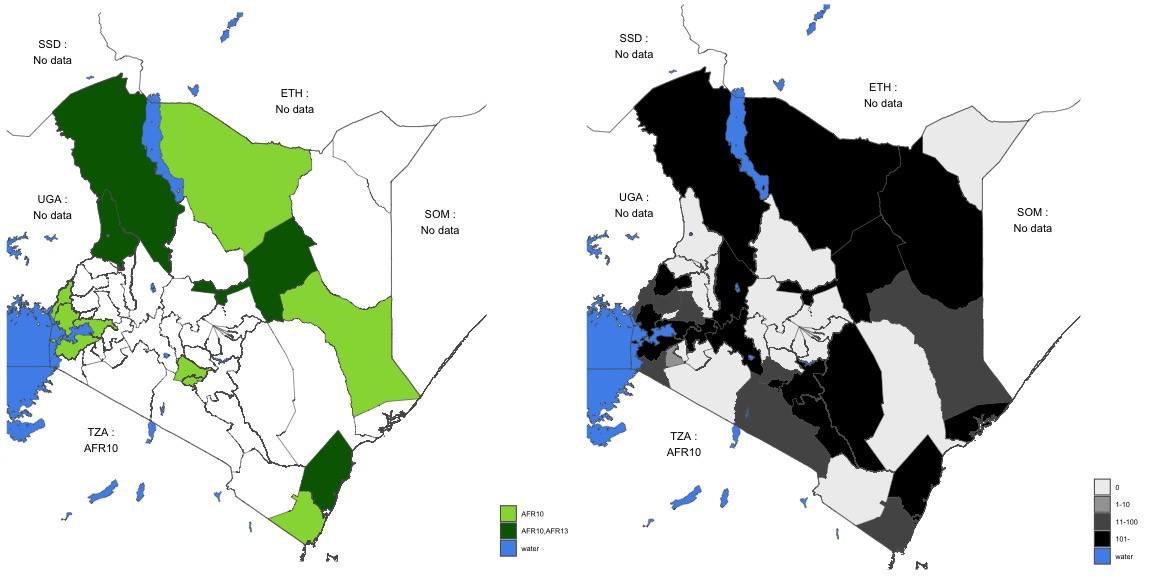 SSD :
No data
ETH :
No data
UGA :
No data
SOM :
No data
TZA :
AFR10
AFR10
AFR10,AFR13
water
SSD :
No data
ETH :
No data
UGA :
No data
SOM :
No data
TZA :
AFR10
0
1-10
11-100
101-
water